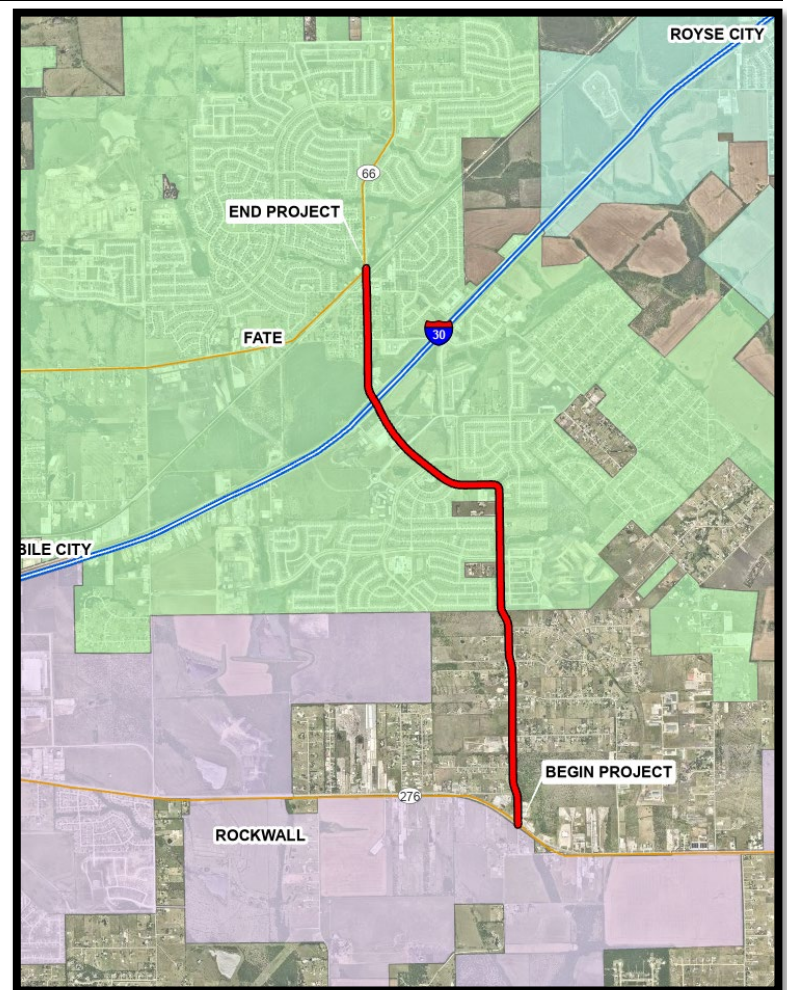 ROYSE CITY
66
END PROJECT
30
FATE
BILE CITY
BEGIN PROJECT
276
ROCKWALL